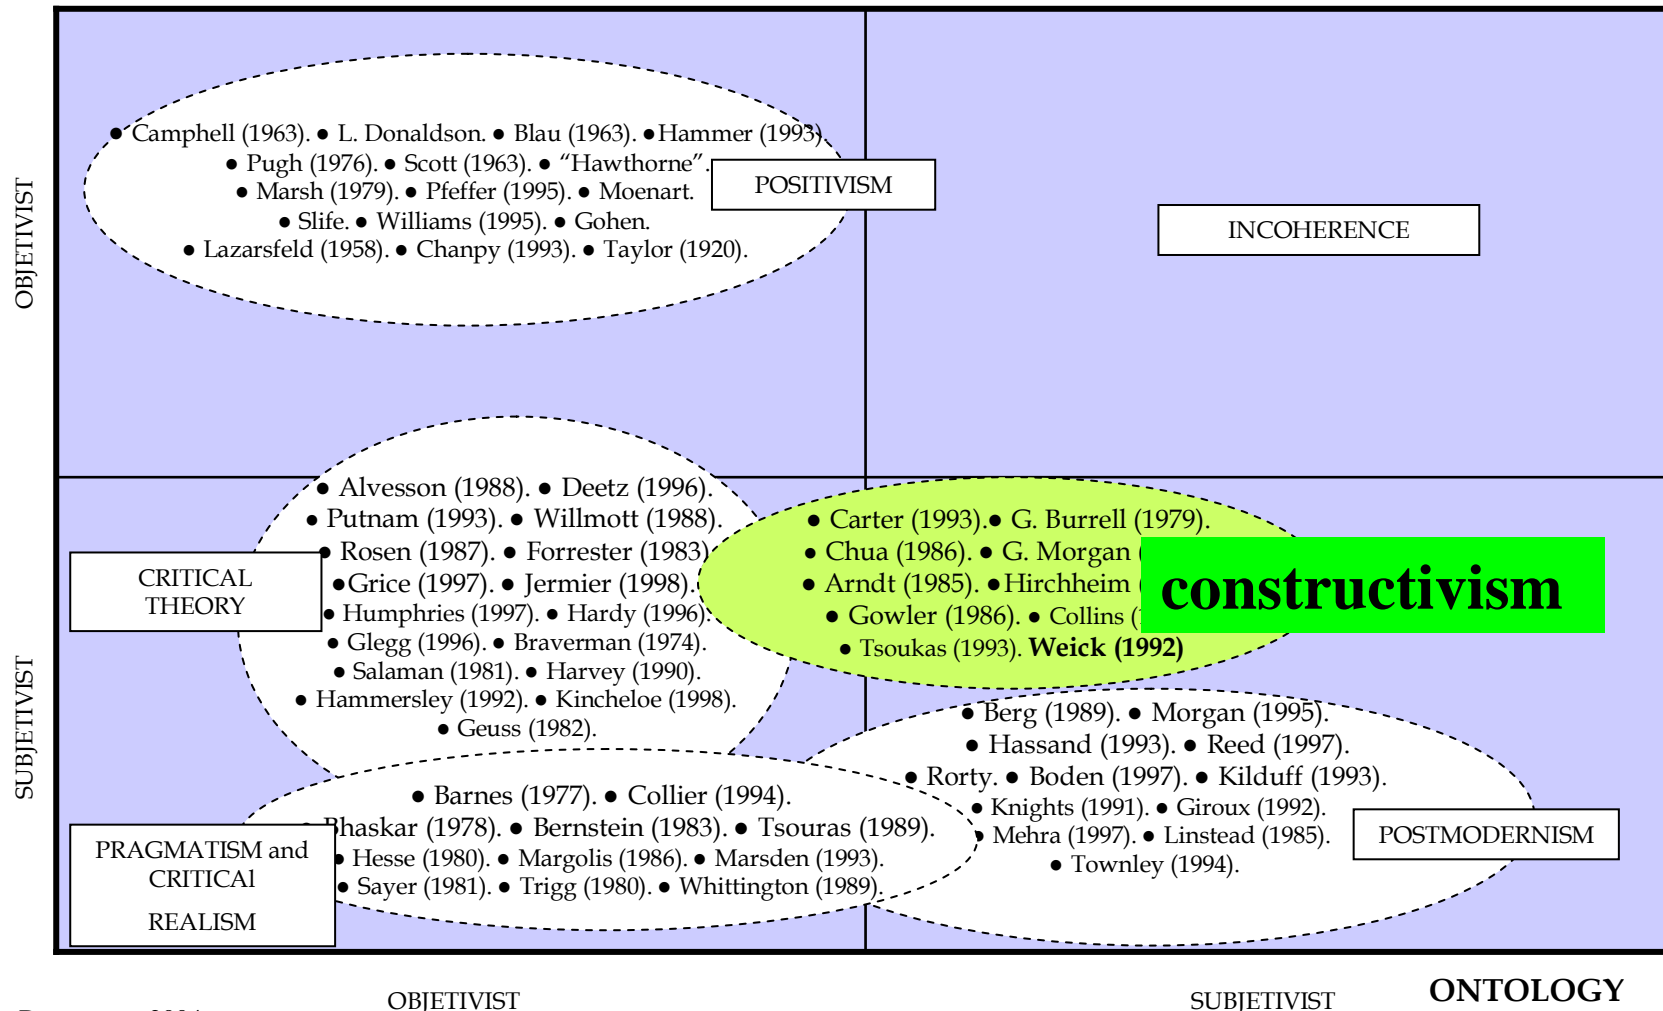 OBJETIVIST
● Camphell (1963). ● L. Donaldson. ● Blau (1963). ●Hammer (1993)
● Pugh (1976). ● Scott (1963). ● “Hawthorne”.
● Marsh (1979). ● Pfeffer (1995). ● Moenart.
● Slife. ● Williams (1995). ● Gohen.
● Lazarsfeld (1958). ● Chanpy (1993). ● Taylor (1920).
POSITIVISM
INCOHERENCE
SUBJETIVIST
● Alvesson (1988). ● Deetz (1996).
● Putnam (1993). ● Willmott (1988).
● Rosen (1987). ● Forrester (1983)
●Grice (1997). ● Jermier (1998).
● Humphries (1997). ● Hardy (1996).
● Glegg (1996). ● Braverman (1974).
● Salaman (1981). ● Harvey (1990).
● Hammersley (1992). ● Kincheloe (1998).
● Geuss (1982).
CRITICAL
THEORY
● Carter (1993).● G. Burrell (1979).
● Chua (1986). ● G. Morgan (
● Arndt (1985). ●Hirchheim (
● Gowler (1986). ● Collins (
● Tsoukas (1993). Weick (1992)
constructivism
● Berg (1989). ● Morgan (1995).
● Hassand (1993). ● Reed (1997).
● Rorty. ● Boden (1997). ● Kilduff (1993).
● Knights (1991). ● Giroux (1992).
● Mehra (1997). ● Linstead (1985).
● Townley (1994).
POSTMODERNISM
● Barnes (1977). ● Collier (1994).
● Bhaskar (1978). ● Bernstein (1983). ● Tsouras (1989).
● Hesse (1980). ● Margolis (1986). ● Marsden (1993).
● Sayer (1981). ● Trigg (1980). ● Whittington (1989).
PRAGMATISM and
CRITICAl
REALISM
OBJETIVIST
SUBJETIVIST
ONTOLOGY